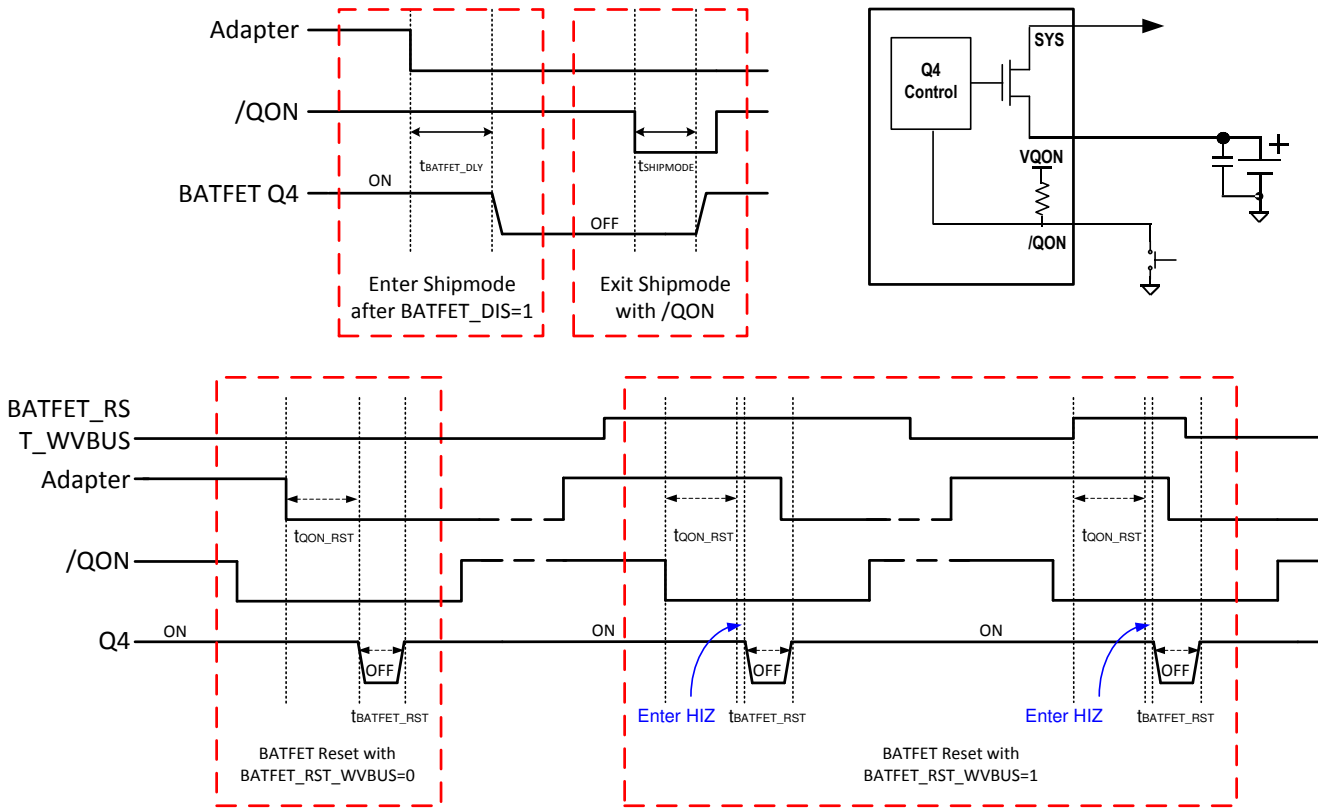 Adapter
/QON
tBATFET_DLY
tSHIPMODE
BATFET Q4
ON
OFF
Enter Shipmode
after BATFET_DIS=1
Exit Shipmode
with /QON
SYS
Q4
Control
VQON
+
/QON
BATFET_RS
T_WVBUS
Adapter
tQON_RST
tQON_RST
tQON_RST
/QON
Q4
ON
ON
ON
OFF
OFF
OFF
tBATFET_RST
Enter HIZ
tBATFET_RST
Enter HIZ
tBATFET_RST
BATFET Reset with
BATFET_RST_WVBUS=0
BATFET Reset with
BATFET_RST_WVBUS=1